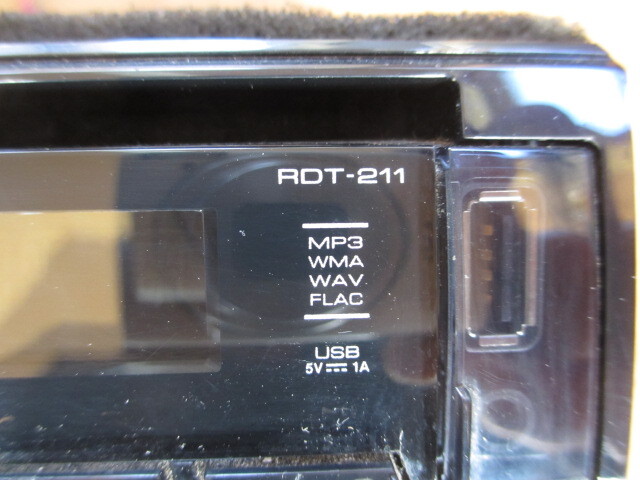 RDT-211
MP3
WMA
WAV
FLAC
USB
5V⎓1A